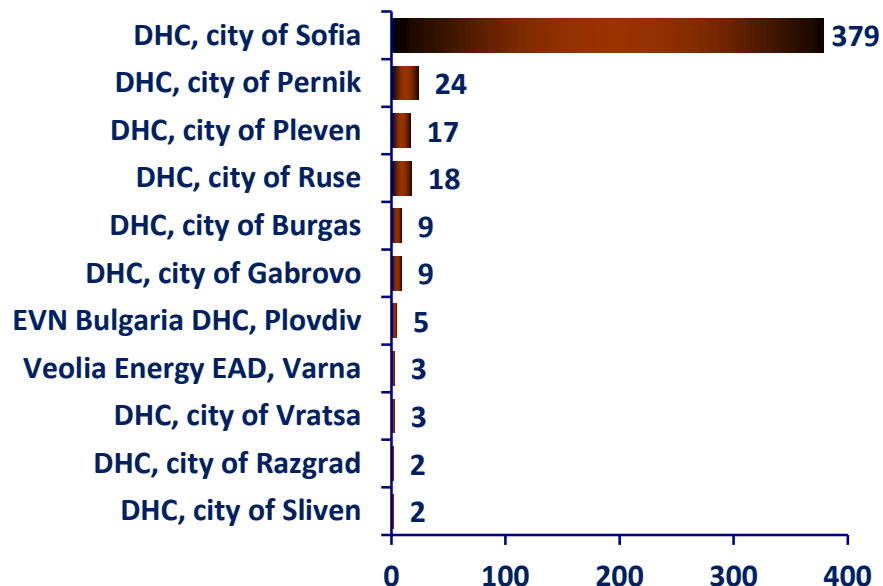 DHC, city of Sofia 379
DHC, city of Pernik 24
DHC, city of Pleven 17
DHC, city of Ruse 18
DHC, city of Burgas 9
DHC, city of Gabrovo 9
EVN Bulgaria DHC, Plovdiv 5
Veolia Energy EAD, Varna 3
DHC, city of Vratsa 3
DHC, city of Razgrad 2
DHC, city of Sliven 2
0 100 200 300 400